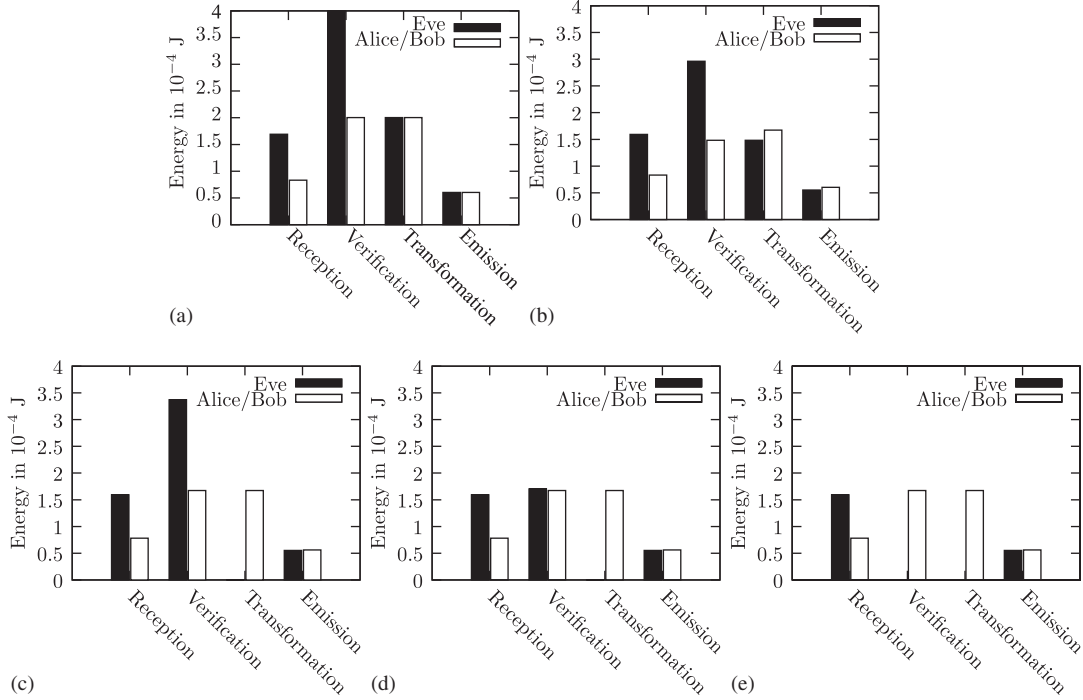 Energy in 10⁻⁴ J
4
3.5
3
2.5
2
1.5
1
0.5
0
Eve
Alice/Bob
Reception
Verification
Transformation
Emission
(a)
Energy in 10⁻⁴ J
4
3.5
3
2.5
2
1.5
1
0.5
0
Eve
Alice/Bob
Reception
Verification
Transformation
Emission
(b)
Energy in 10⁻⁴ J
4
3.5
3
2.5
2
1.5
1
0.5
0
Eve
Alice/Bob
Reception
Verification
Transformation
Emission
(c)
Energy in 10⁻⁴ J
4
3.5
3
2.5
2
1.5
1
0.5
0
Eve
Alice/Bob
Reception
Verification
Transformation
Emission
(d)
Energy in 10⁻⁴ J
4
3.5
3
2.5
2
1.5
1
0.5
0
Eve
Alice/Bob
Reception
Verification
Transformation
Emission
(e)